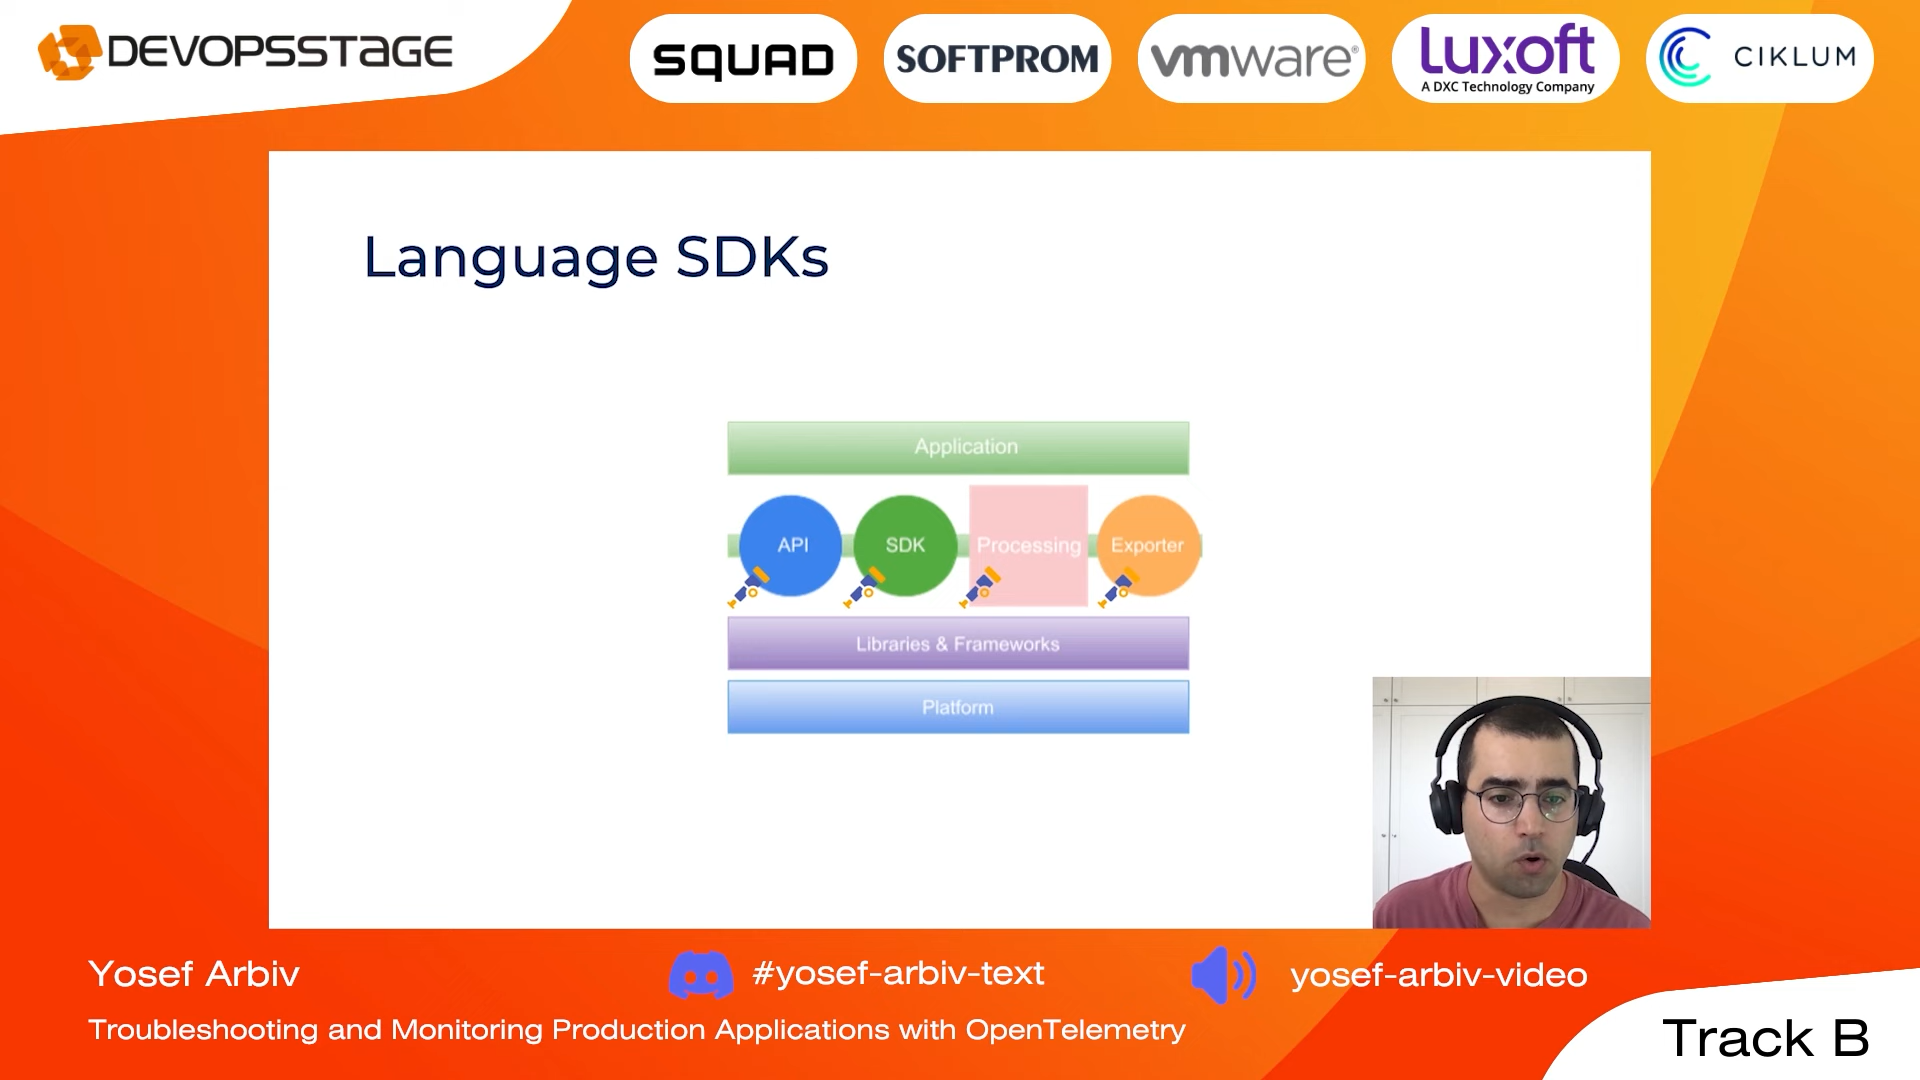 DEVOPSSTAGE
SQUAD
SOFTPROM
vmware®
Luxoft
A DXC Technology Company
CIKLUM
Language SDKs
Application
API
SDK
Processing
Exporter
Libraries & Frameworks
Platform
Yosef Arbiv
#yosef-arbiv-text
yosef-arbiv-video
Troubleshooting and Monitoring Production Applications with OpenTelemetry
Track B